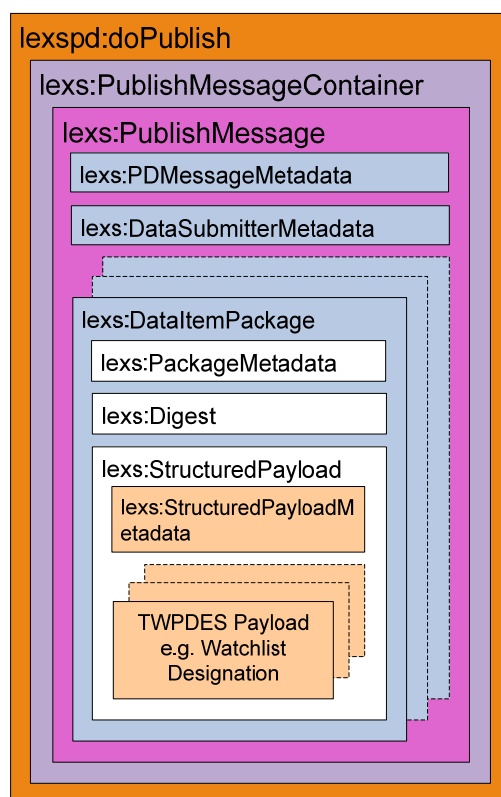 lexspd:doPublish
lexs:PublishMessageContainer
lexs:PublishMessage
lexs:PDMessageMetadata
lexs:DataSubmitterMetadata
lexs:DataItemPackage
lexs:PackageMetadata
lexs:Digest
lexs:StructuredPayload
lexs:StructuredPayloadM
etadata
TWPDES Payload
e.g. Watchlist
Designation